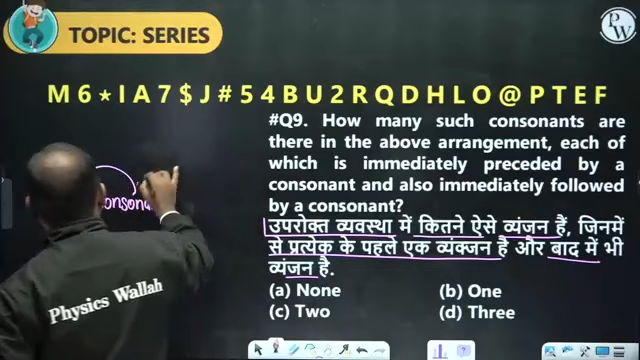 TOPIC: SERIES
PW
M 6 ★ I A 7 $ J # 5 4 B U 2 R Q D H L O @ P T E F
#Q9. How many such consonants are
there in the above arrangement, each of
which is immediately preceded by a
consonant and also immediately followed
by a consonant?
उपरोक्त व्यवस्था में कितने ऐसे व्यंजन हैं, जिनमें
से प्रत्येक के पहले एक व्यंक्जन है और बाद में भी
व्यंजन है.
(a) None
(b) One
(c) Two
(d) Three
Physics Wallah